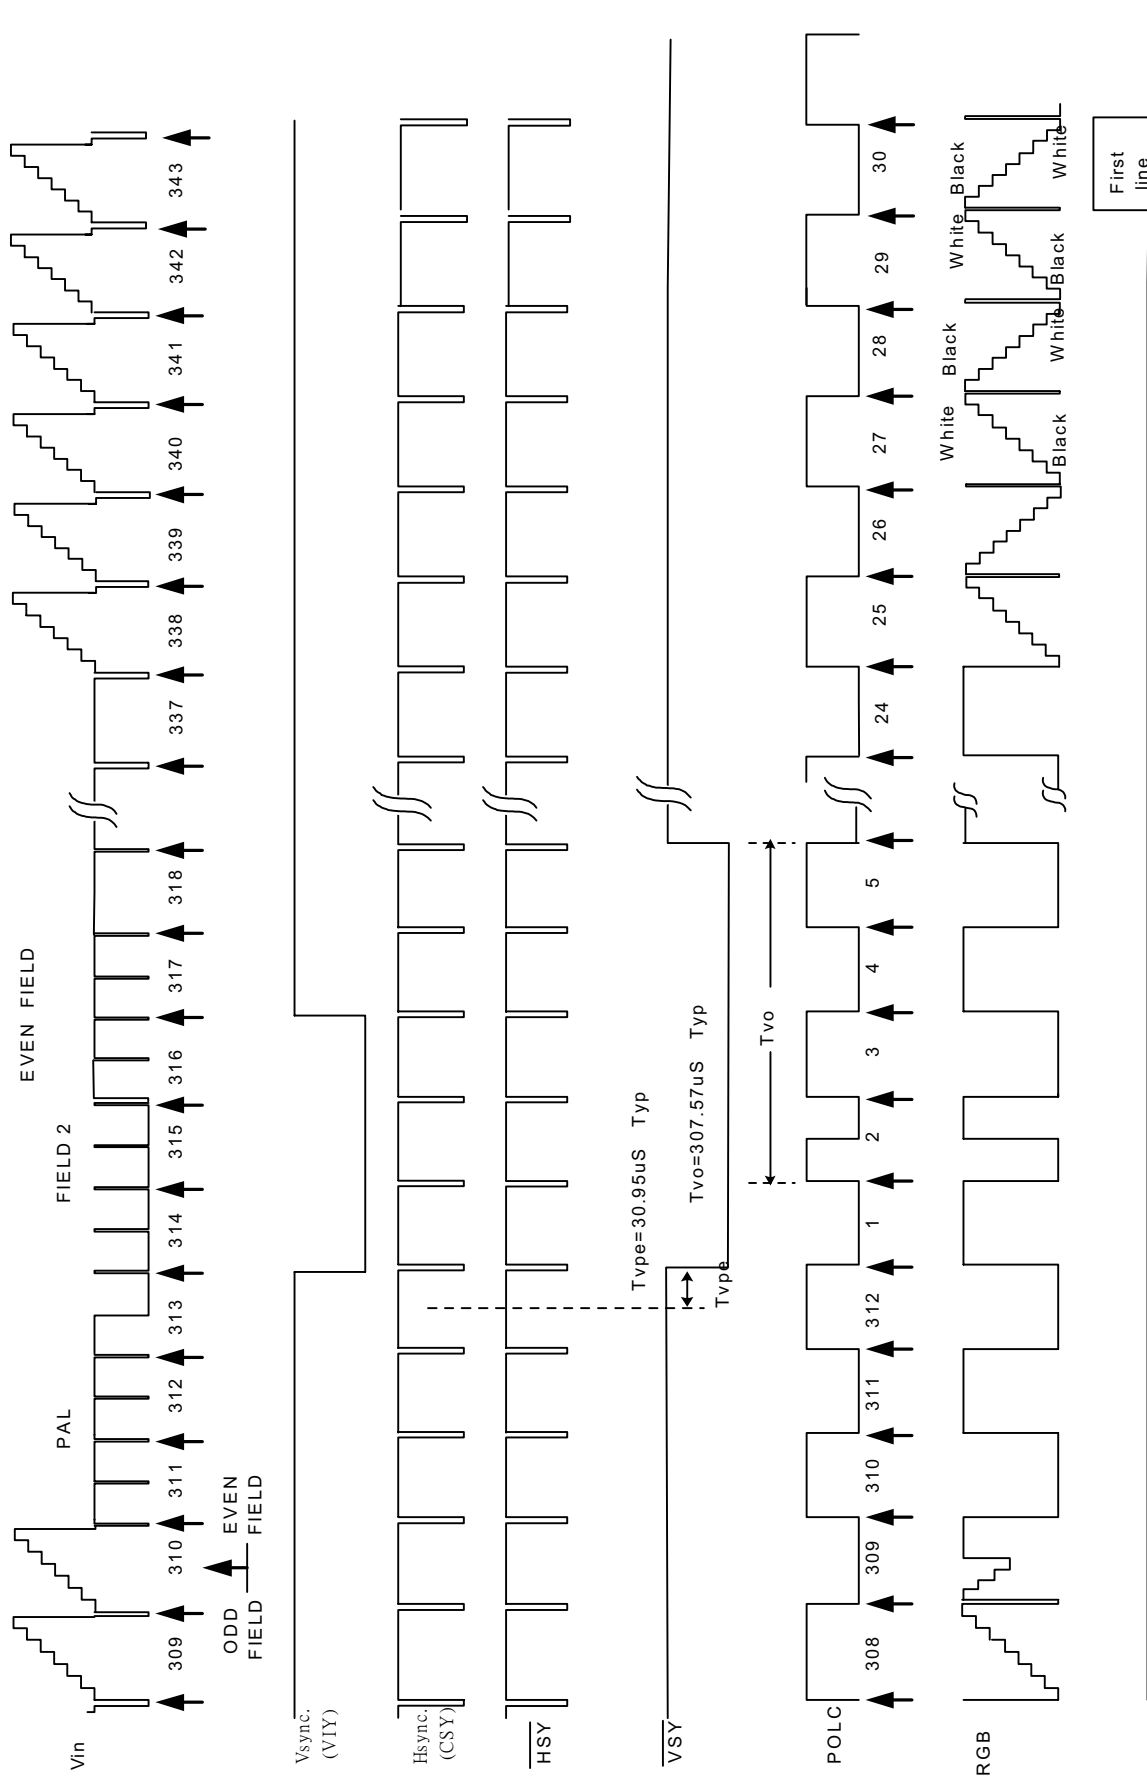 EVEN FIELD
PAL
FIELD 2
Vin
309
310
311
312
313
314
315
316
317
318
337
338
339
340
341
342
343
ODD
FIELD
EVEN
FIELD
Vsync.
(VIY)
Hsync.
(CSY)
HSY
Tvpe=30.95uS Typ
VSY
Tvo=307.57uS Typ
Tvpe
Tvo
POLC
308
309
310
311
312
1
2
3
4
5
24
25
26
27
28
29
30
White
Black
White
Black
RGB
Black
White
Black
White
First
line